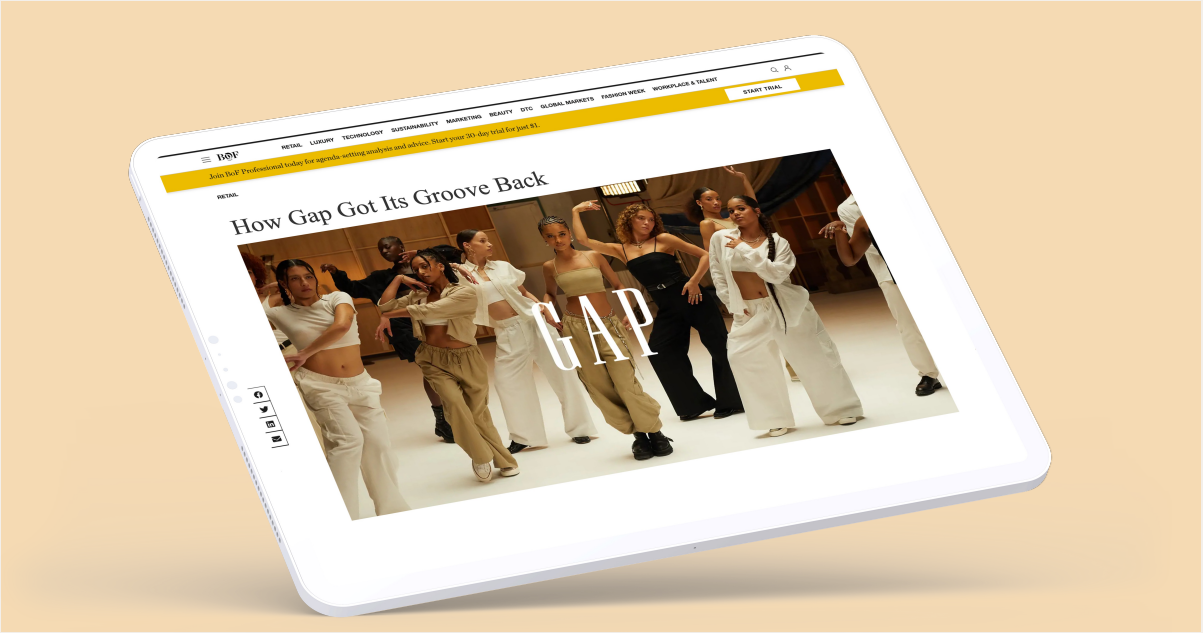 BoF
RETAIL LUXURY TECHNOLOGY SUSTAINABILITY MARKETING BEAUTY DTC GLOBAL MARKETS FASHION WEEK WORKPLACE & TALENT
Join BoF Professional today for agenda-setting analysis and advice. Start your 30-day trial for just $1.
START TRIAL
RETAIL
How Gap Got Its Groove Back
GAP